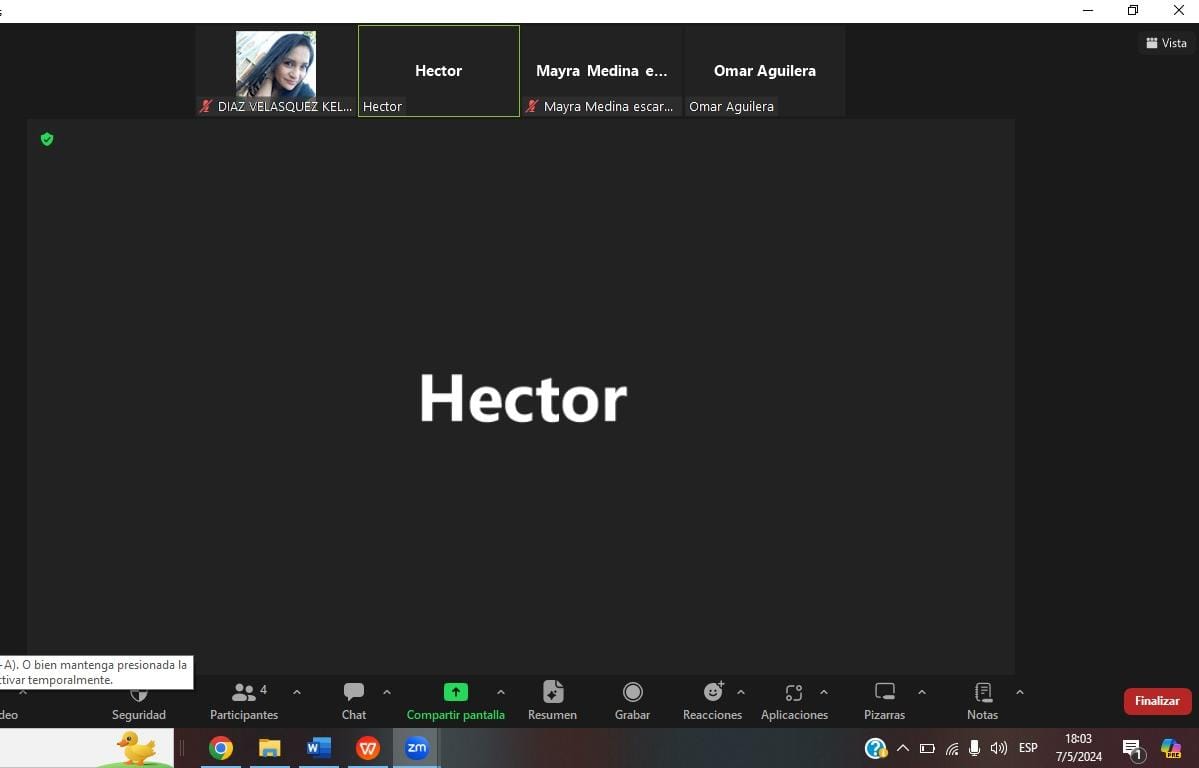 s
Vista
Hector
Mayra Medina e...
Omar Aguilera
DIAZ VELASQUEZ KEL...
Hector
Mayra Medina escar...
Omar Aguilera
Hector
-A). O bien mantenga presionada la
ctivar temporalmente.
4
deo
Seguridad
Participantes
Chat
Compartir pantalla
Resumen
Grabar
Reacciones
Aplicaciones
Pizarras
Notas
Finalizar
W
W
zm
?
ESP
18:03
7/5/2024
1
PRE